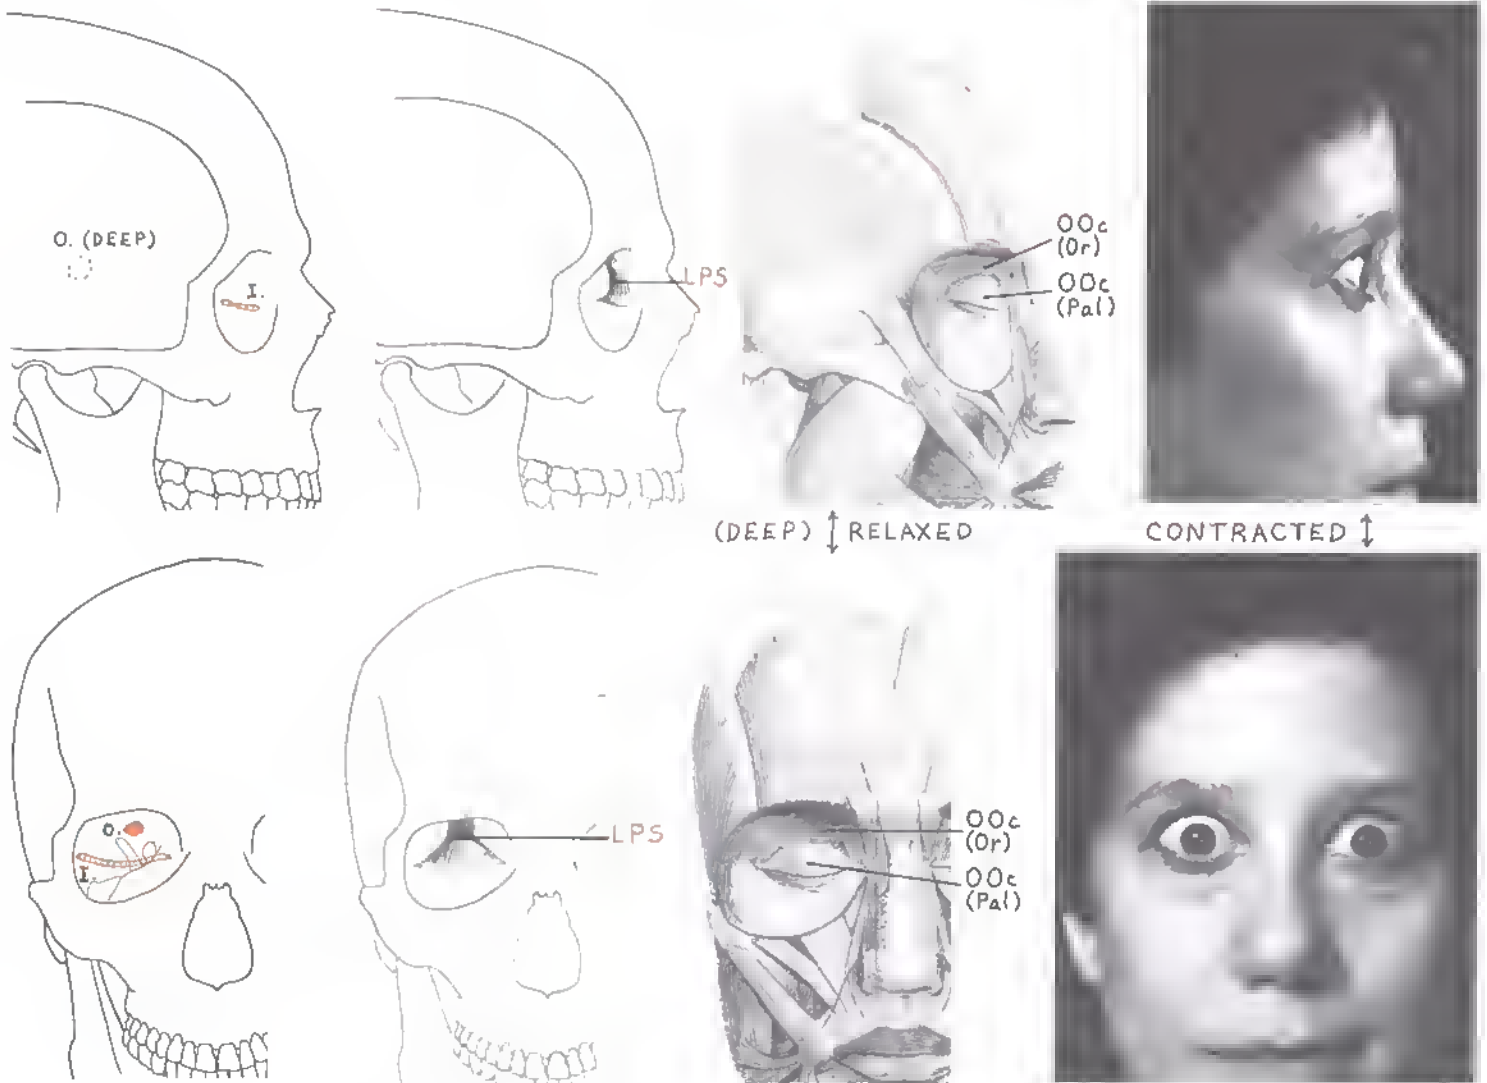 O. (DEEP)
I.
LPS
OOc
(Or)
OOc
(Pal)
(DEEP) ↕ RELAXED
CONTRACTED ↕
O.
I.
LPS
OOc
(Or)
OOc
(Pal)